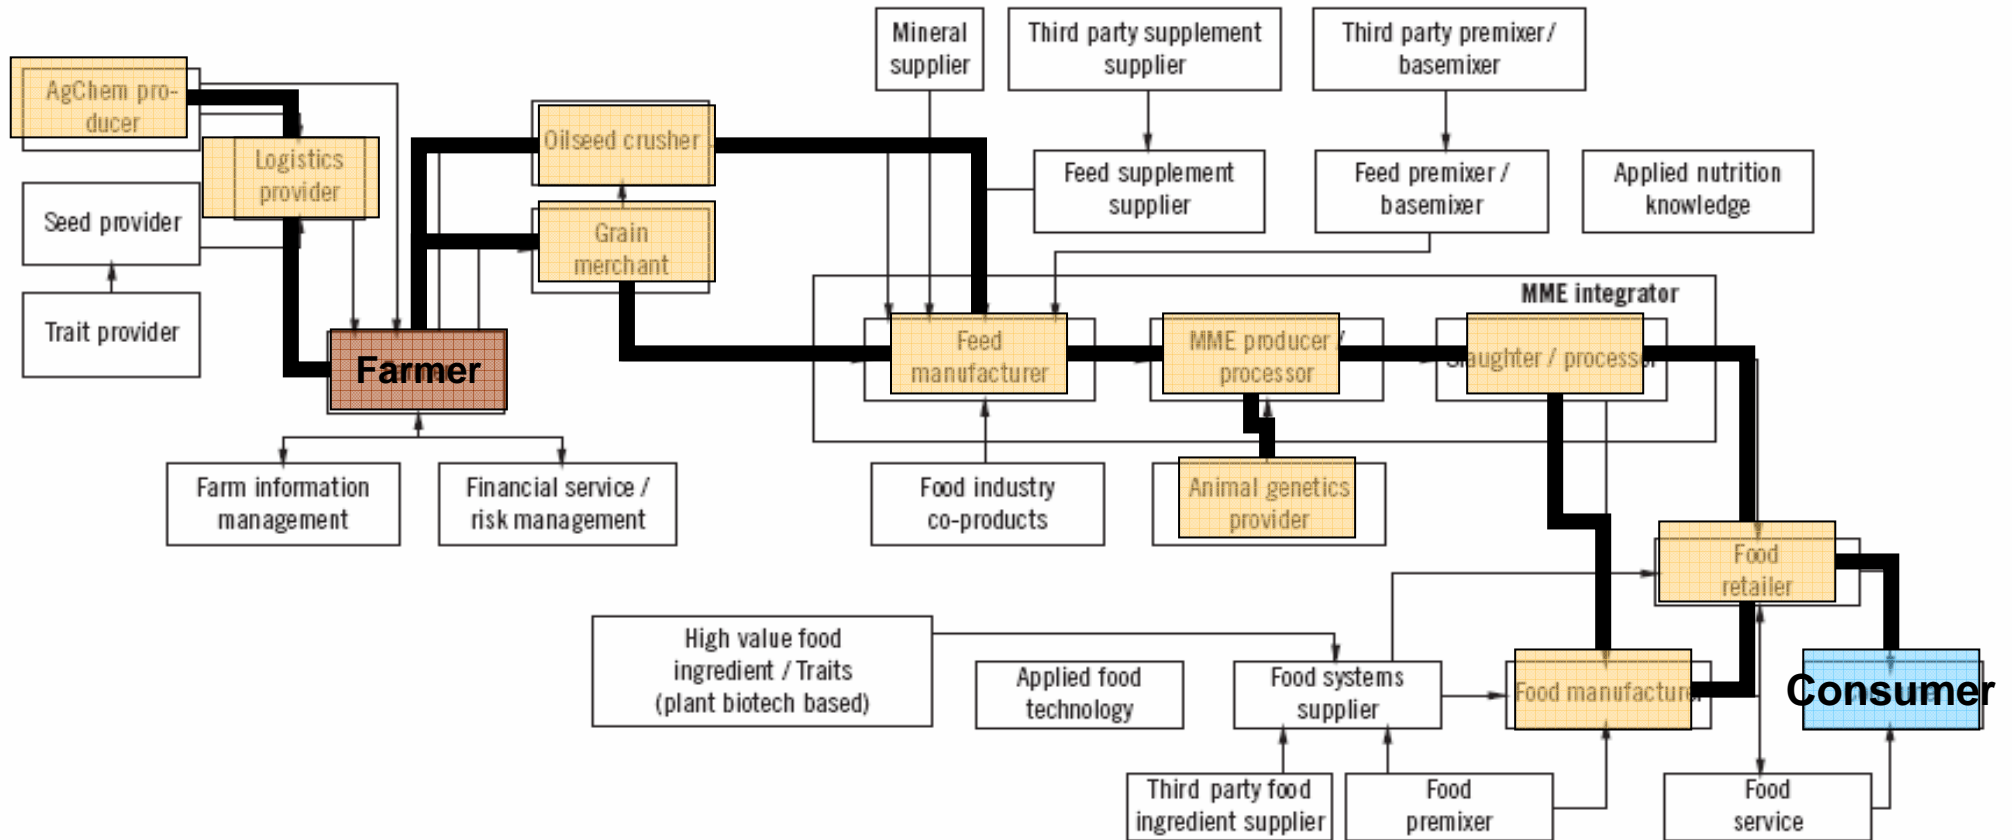 Mineral
supplier
Third party supplement
supplier
Third party premixer/
basemixer
AgChem pro-
ducer
Oilseed crusher
Logistics
provider
Feed supplement
supplier
Feed premixer /
basemixer
Applied nutrition
knowledge
Seed provider
Grain
merchant
MME integrator
Trait provider
Farmer
Feed
manufacturer
MME producer /
processor
Slaughter / processor
Farm information
management
Financial service /
risk management
Food industry
co-products
Animal genetics
provider
Food
retailer
High value food
ingredient / Traits
(plant biotech based)
Applied food
technology
Food systems
supplier
Food manufacturer
Consumer
Third party food
ingredient supplier
Food
premixer
Food
service